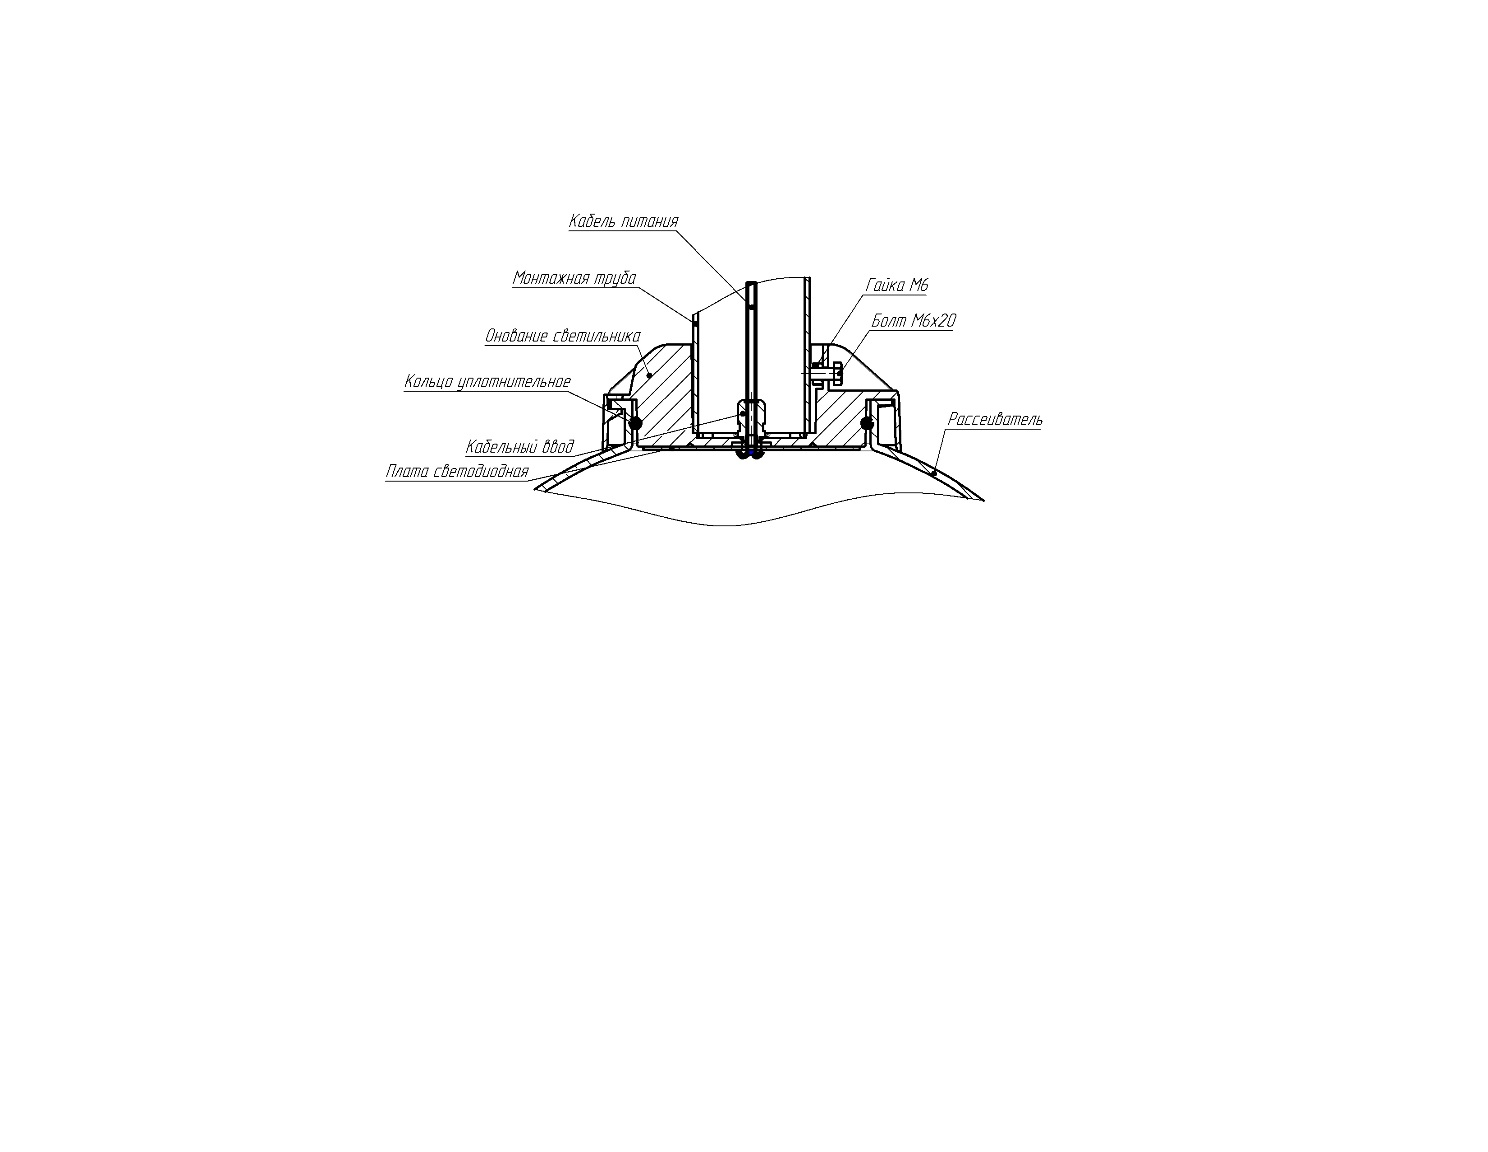 Кабель питания
Монтажная труба
Гайка М6
Болт М6х20
Онование светильника
Кольцо уплотнительное
Рассеиватель
Кабельный ввод
Плата светодиодная